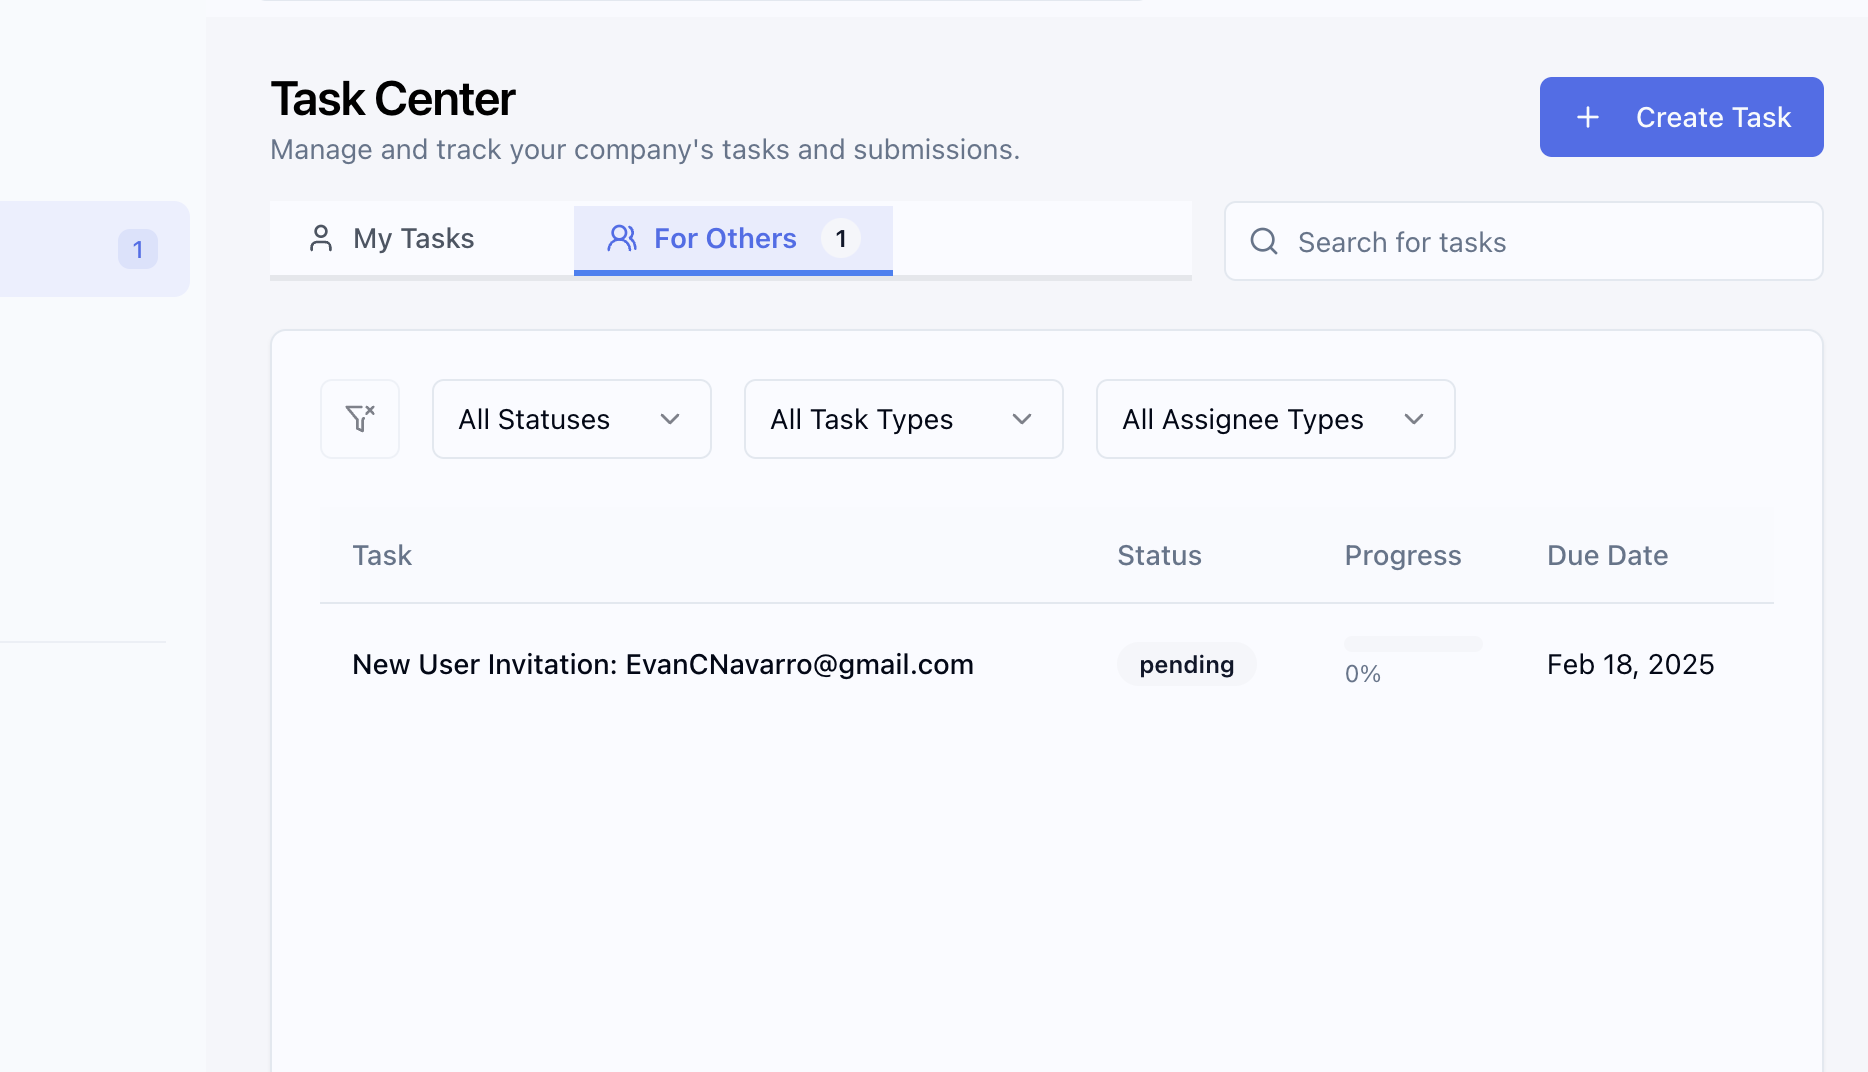 Task Center
Manage and track your company's tasks and submissions.
Create Task
1
My Tasks
For Others 1
Search for tasks
All Statuses
All Task Types
All Assignee Types
Task Status Progress Due Date
New User Invitation: EvanCNavarro@gmail.com pending 0% Feb 18, 2025